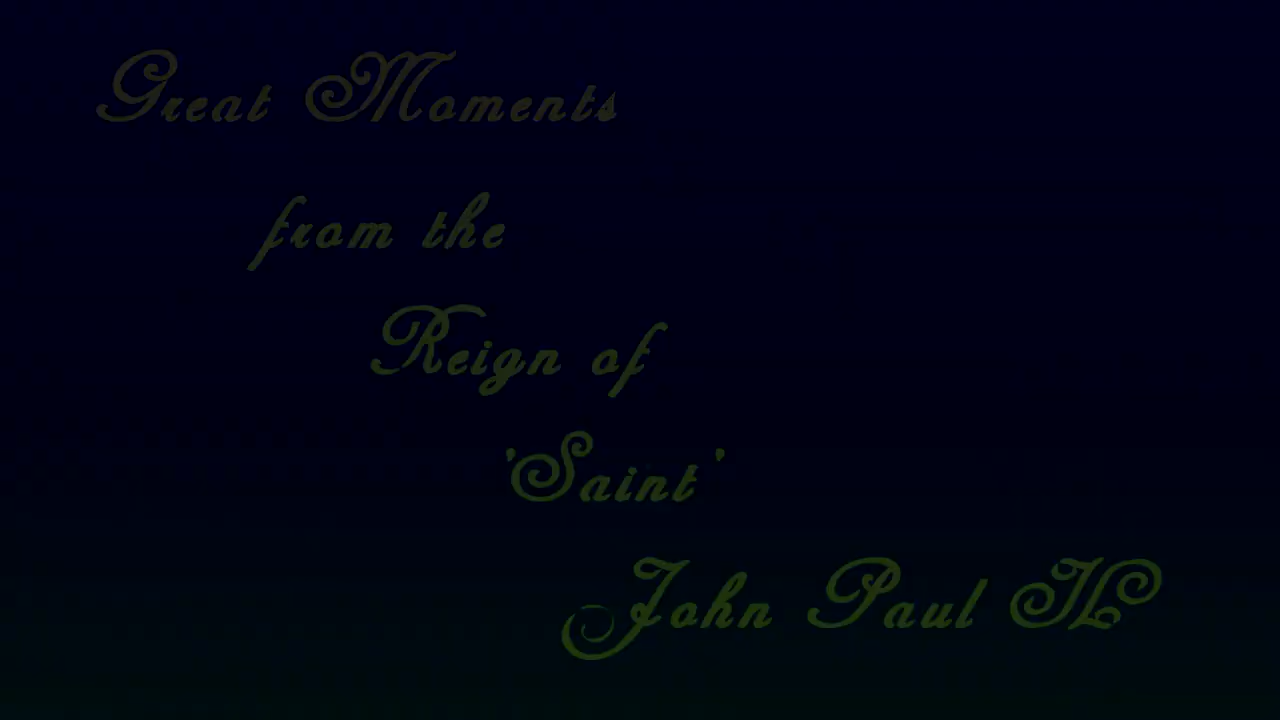 Great Moments
from the
Reign of
'Saint'
John Paul II